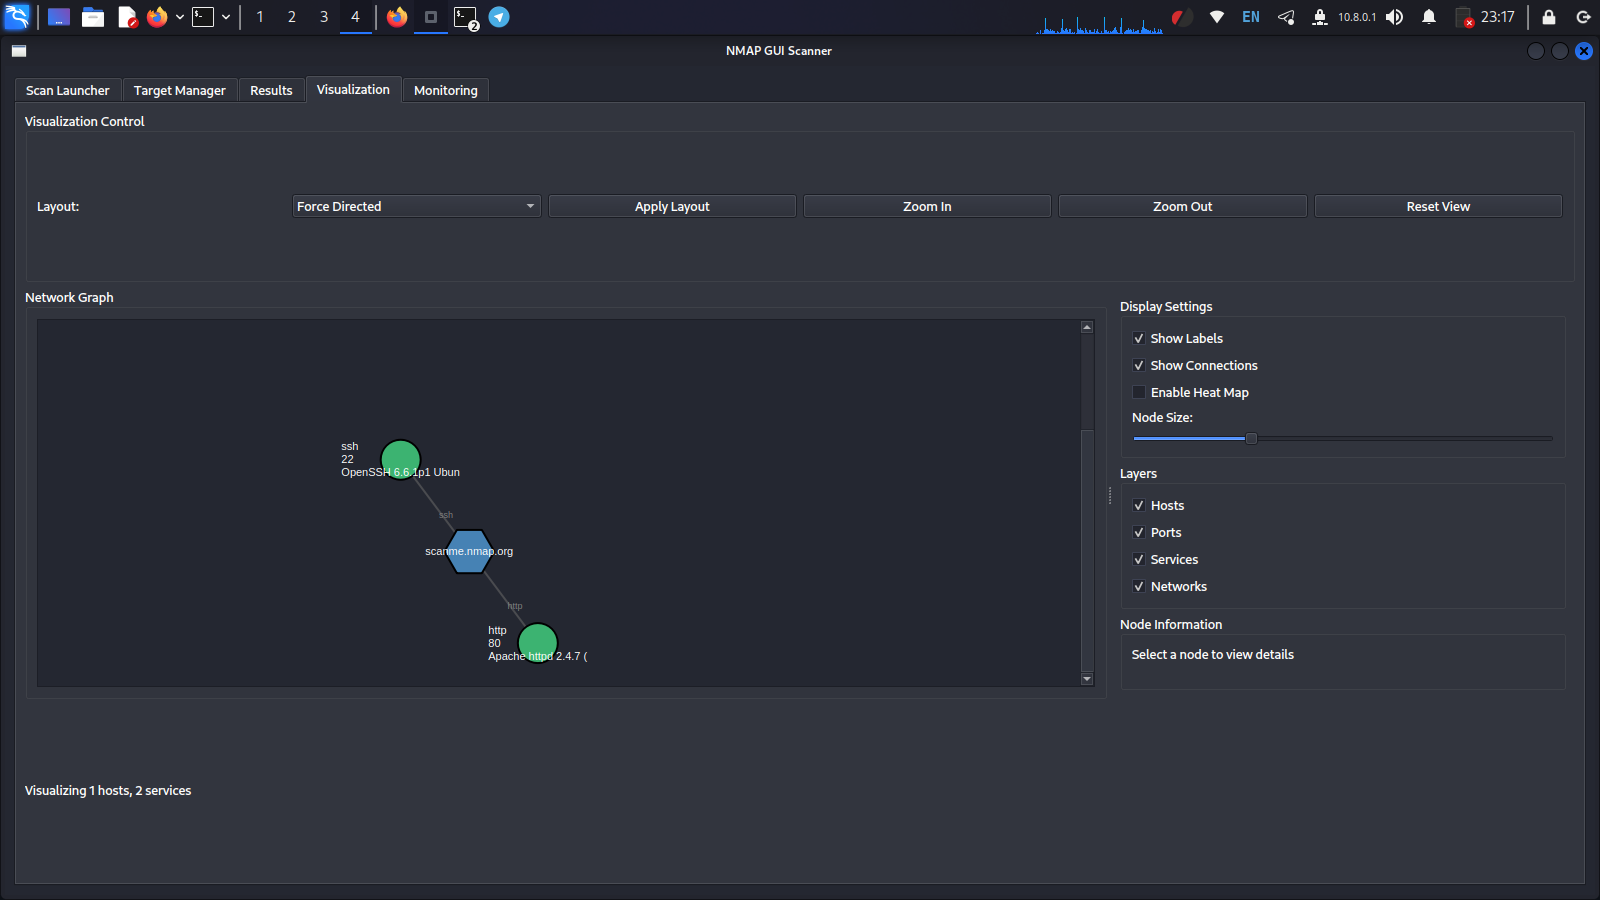 1 2 3 4 2 EN 10.8.0.1 23:17
NMAP GUI Scanner
Scan Launcher Target Manager Results Visualization Monitoring
Visualization Control
Layout: Force Directed Apply Layout Zoom In Zoom Out Reset View
Network Graph
ssh
22
OpenSSH 6.6.1p1 Ubun
ssh
scanme.nmap.org
http
http
80
Apache httpd 2.4.7 (
Display Settings
Show Labels
Show Connections
Enable Heat Map
Node Size:
Layers
Hosts
Ports
Services
Networks
Node Information
Select a node to view details
Visualizing 1 hosts, 2 services